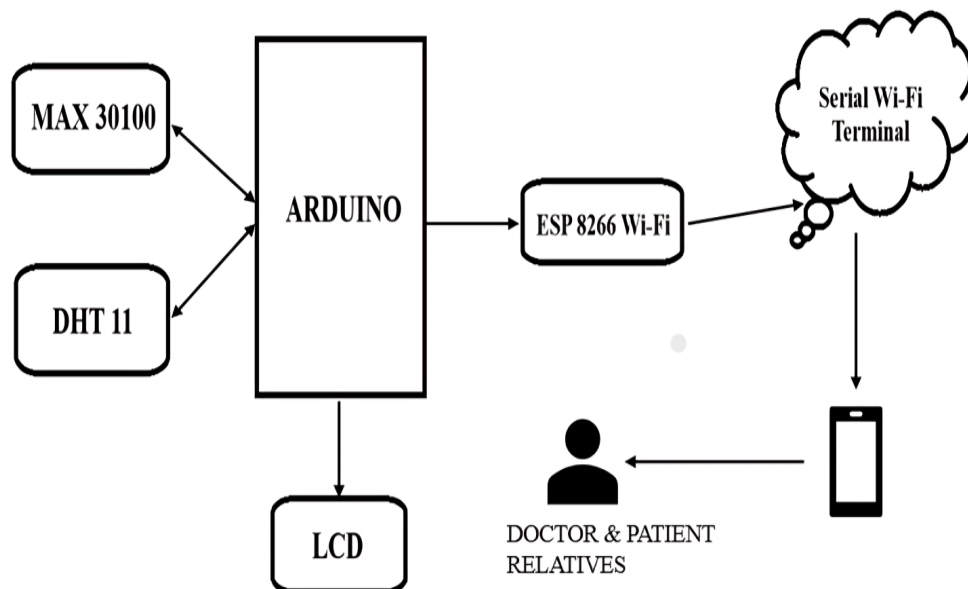 MAX 30100
DHT 11
ARDUINO
LCD
ESP 8266 Wi-Fi
Serial Wi-Fi
Terminal
DOCTOR & PATIENT
RELATIVES